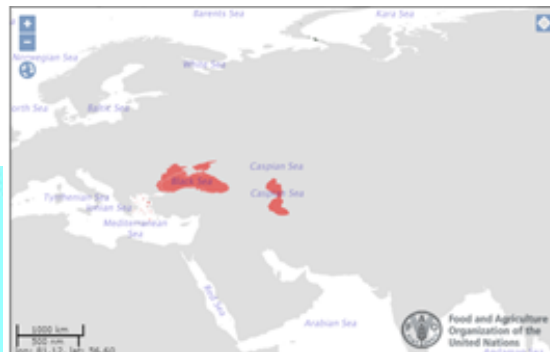 Barents Sea
Kara Sea
+
−
Norwegian Sea
White Sea
orth Sea
Baltic Sea
Caspian Sea
Black Sea
Caspian Sea
Tyrrhenian Sea
Ionian Sea
Mediterranean
Sea
Red Sea
Arabian Sea
1000 km
500 nm
Food and Agriculture
Organization of the
United Nations